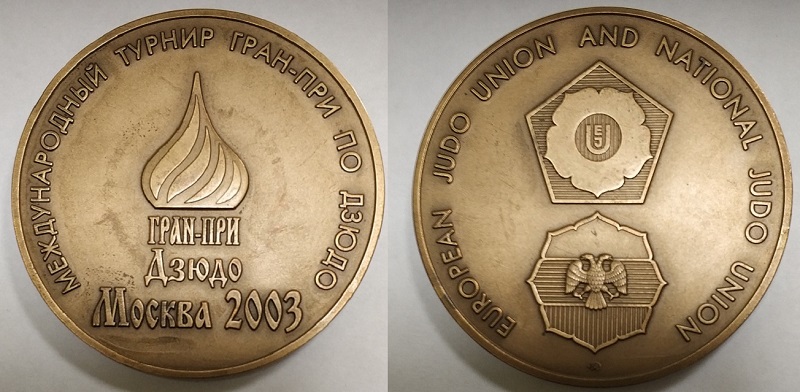 МЕЖДУНАРОДНЫЙ ТУРНИР ГРАН-ПРИ ПО ДЗЮДО
ГРАН-ПРИ
Дзюдо
Москва 2003
EUROPEAN JUDO UNION AND NATIONAL JUDO UNION
EJU